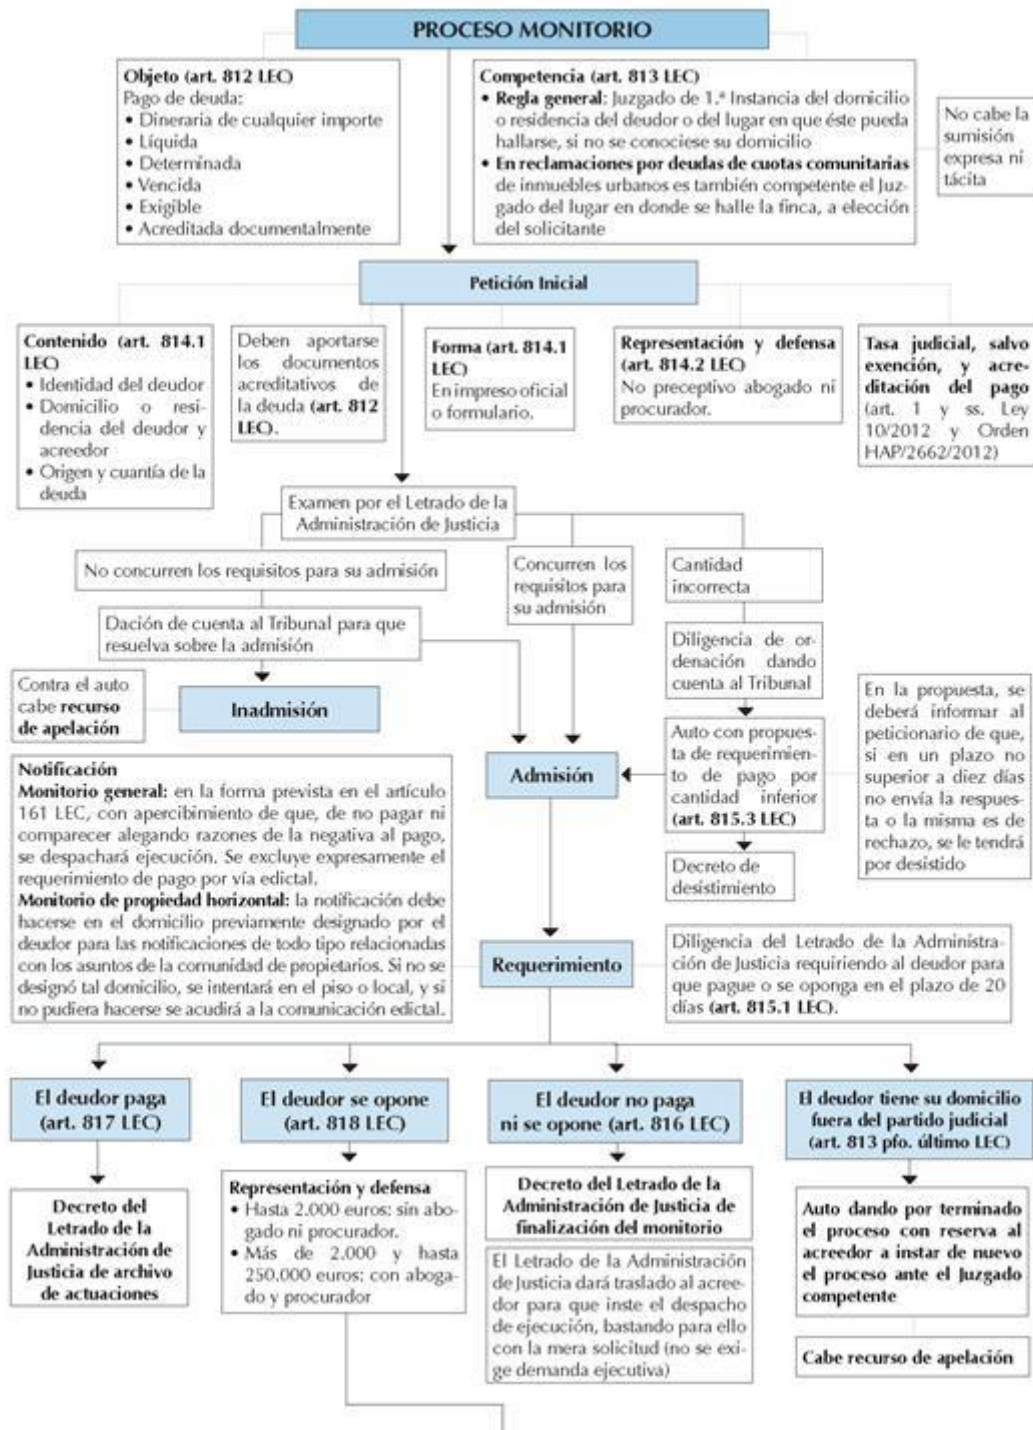 PROCESO MONITORIO
Objeto (art. 812 LEC)
Pago de deuda:
• Dineraria de cualquier importe
• Líquida
• Determinada
• Vencida
• Exigible
• Acreditada documentalmente
Competencia (art. 813 LEC)
• Regla general: Juzgado de 1.ª Instancia del domicilio
o residencia del deudor o del lugar en que éste pueda
hallarse, si no se conociese su domicilio
• En reclamaciones por deudas de cuotas comunitarias
de inmuebles urbanos es también competente el Juz-
gado del lugar en donde se halle la finca, a elección
del solicitante
No cabe la
sumisión
expresa ni
tácita
Petición Inicial
Contenido (art. 814.1
LEC)
• Identidad del deudor
• Domicilio o resi-
dencia del deudor y
acreedor
• Origen y cuantía de la
deuda
Deben aportarse
los documentos
acreditativos de
la deuda (art. 812
LEC).
Forma (art. 814.1
LEC)
En impreso oficial
o formulario.
Representación y defensa
(art. 814.2 LEC)
No preceptivo abogado ni
procurador.
Tasa judicial, salvo
exención, y acre-
ditación del pago
(art. 1 y ss. Ley
10/2012 y Orden
HAP/2662/2012)
Examen por el Letrado de la
Administración de Justicia
No concurren los requisitos para su admisión
Concurren los
requisitos para
su admisión
Cantidad
incorrecta
Dación de cuenta al Tribunal para que
resuelva sobre la admisión
Diligencia de or-
denación dando
cuenta al Tribunal
Contra el auto
cabe recurso
de apelación
Inadmisión
En la propuesta, se
deberá informar al
peticionario de que,
si en un plazo no
superior a diez días
no envía la respues-
ta o la misma es de
rechazo, se le tendrá
por desistido
Admisión
Auto con propues-
ta de requerimien-
to de pago por
cantidad inferior
(art. 815.3 LEC)
Decreto de
desistimiento
Notificación
Monitorio general: en la forma prevista en el artículo
161 LEC, con apercibimiento de que, de no pagar ni
comparecer alegando razones de la negativa al pago,
se despachará ejecución. Se excluye expresamente el
requerimiento de pago por vía edictal.
Monitorio de propiedad horizontal: la notificación debe
hacerse en el domicilio previamente designado por el
deudor para las notificaciones de todo tipo relacionadas
con los asuntos de la comunidad de propietarios. Si no se
designó tal domicilio, se intentará en el piso o local, y si
no pudiera hacerse se acudirá a la comunicación edictal.
Requerimiento
Diligencia del Letrado de la Administra-
ción de Justicia requiriendo al deudor para
que pague o se oponga en el plazo de 20
días (art. 815.1 LEC).
El deudor paga
(art. 817 LEC)
El deudor se opone
(art. 818 LEC)
El deudor no paga
ni se opone (art. 816 LEC)
El deudor tiene su domicilio
fuera del partido judicial
(art. 813 pfo. último LEC)
Decreto del
Letrado de la
Administración de
Justicia de archivo
de actuaciones
Representación y defensa
• Hasta 2.000 euros: sin abo-
gado ni procurador.
• Más de 2.000 y hasta
250.000 euros: con aboga-
do y procurador
Decreto del Letrado de la
Administración de Justicia de
finalización del monitorio
El Letrado de la Administración
de Justicia dará traslado al acree-
dor para que inste el despacho
de ejecución, bastando para ello
con la mera solicitud (no se exi-
ge demanda ejecutiva)
Auto dando por terminado
el proceso con reserva al
acreedor a instar de nuevo
el proceso ante el Juzgado
competente
Cabe recurso de apelación